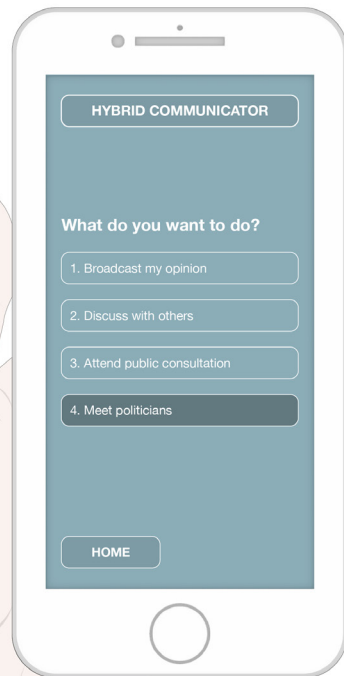 HYBRID COMMUNICATOR
What do you want to do?
1. Broadcast my opinion
2. Discuss with others
3. Attend public consultation
4. Meet politicians
HOME